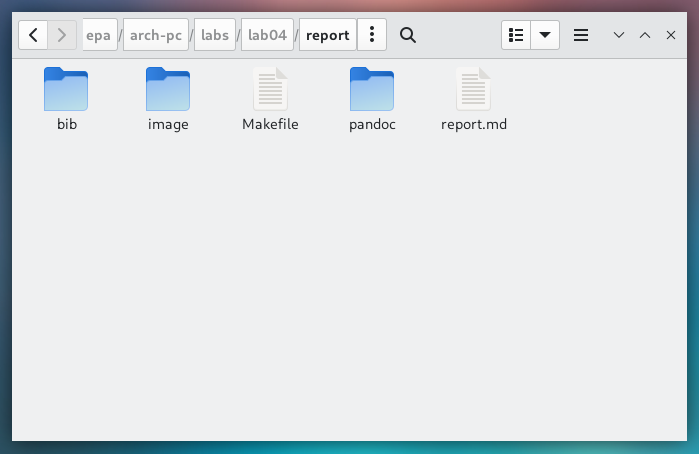 epa / arch-pc / labs / lab04 / report
bib image Makefile pandoc report.md